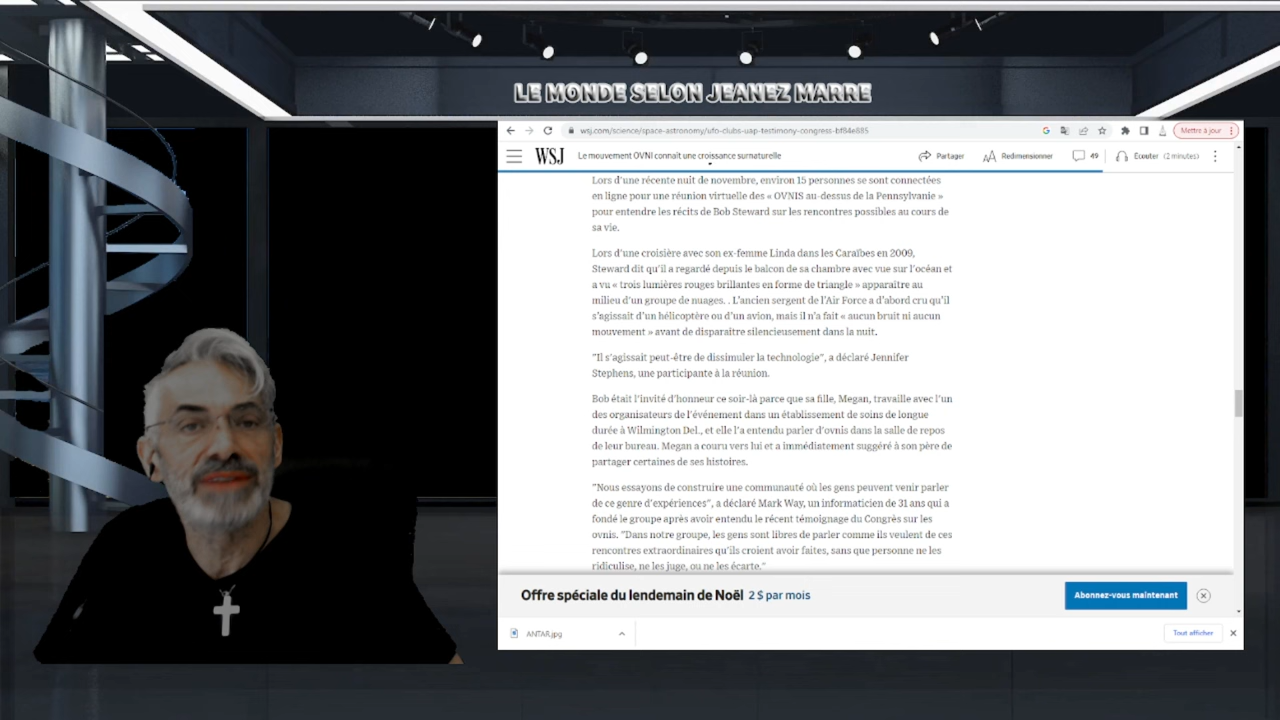 LE MONDE SELON JEANEZ MARRE
wsj.com/science/space-astronomy/ufo-clubs-uap-testimony-congress-bf84e885
Mettre à jour
WSJ
Le mouvement OVNI connaît une croissance surnaturelle
Partager
Redimensionner
49
Ecouter (2 minutes)
Lors d'une récente nuit de novembre, environ 15 personnes se sont connectées
en ligne pour une réunion virtuelle des « OVNIS au-dessus de la Pennsylvanie »
pour entendre les récits de Bob Steward sur les rencontres possibles au cours de
sa vie.
Lors d'une croisière avec son ex-femme Linda dans les Caraïbes en 2009,
Steward dit qu'il a regardé depuis le balcon de sa chambre avec vue sur l'océan et
a vu « trois lumières rouges brillantes en forme de triangle » apparaître au
milieu d'un groupe de nuages. . L'ancien sergent de l'Air Force a d'abord cru qu'il
s'agissait d'un hélicoptère ou d'un avion, mais il n'a fait « aucun bruit ni aucun
mouvement » avant de disparaître silencieusement dans la nuit.
"Il s'agissait peut-être de dissimuler la technologie", a déclaré Jennifer
Stephens, une participante à la réunion.
Bob était l'invité d'honneur ce soir-là parce que sa fille, Megan, travaille avec l'un
des organisateurs de l'événement dans un établissement de soins de longue
durée à Wilmington Del., et elle l'a entendu parler d'ovnis dans la salle de repos
de leur bureau. Megan a couru vers lui et a immédiatement suggéré à son père de
partager certaines de ses histoires.
"Nous essayons de construire une communauté où les gens peuvent venir parler
de ce genre d'expériences", a déclaré Mark Way, un informaticien de 31 ans qui a
fondé le groupe après avoir entendu le récent témoignage du Congrès sur les
ovnis. "Dans notre groupe, les gens sont libres de parler comme ils veulent de ces
rencontres extraordinaires qu'ils croient avoir faites, sans que personne ne les
ridiculise, ne les juge, ou ne les écarte."
Offre spéciale du lendemain de Noël 2 $ par mois
Abonnez-vous maintenant
ANTAR.jpg
Tout afficher